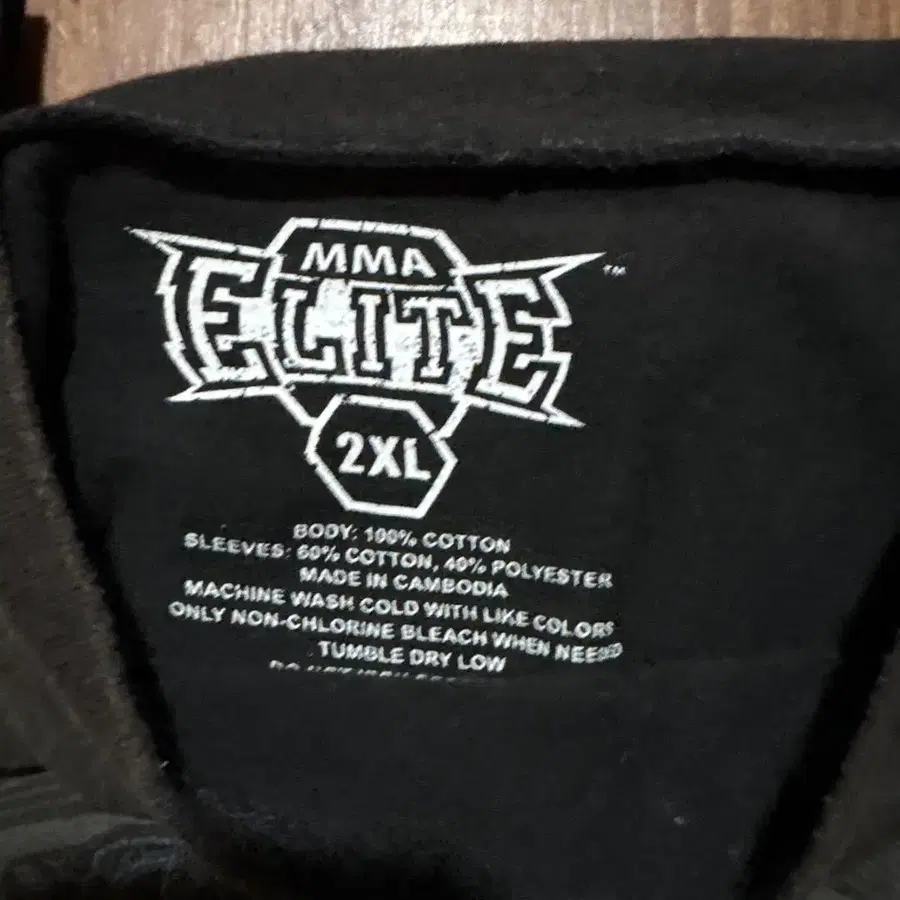 MMA
ELITE
TM
2XL
BODY: 100% COTTON
SLEEVES: 60% COTTON, 40% POLYESTER
MADE IN CAMBODIA
MACHINE WASH COLD WITH LIKE COLORS
ONLY NON-CHLORINE BLEACH WHEN NEEDED
TUMBLE DRY LOW